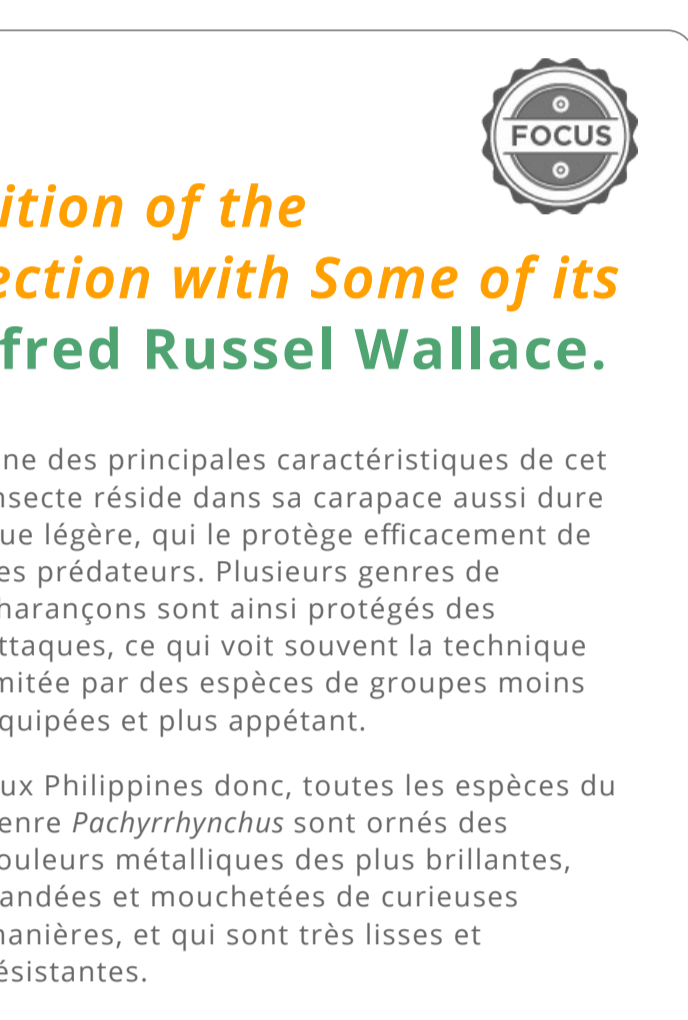 FOCUS
ition of the
ection with Some of its
fred Russel Wallace.
ne des principales caractéristiques de cet
nsecte réside dans sa carapace aussi dure
ue légère, qui le protège efficacement de
es prédateurs. Plusieurs genres de
harançons sont ainsi protégés des
ttaques, ce qui voit souvent la technique
mitée par des espèces de groupes moins
quipées et plus appétant.
ux Philippines donc, toutes les espèces du
enre Pachyrrhynchus sont ornés des
ouleurs métalliques des plus brillantes,
andées et mouchetées de curieuses
manières, et qui sont très lisses et
ésistantes.